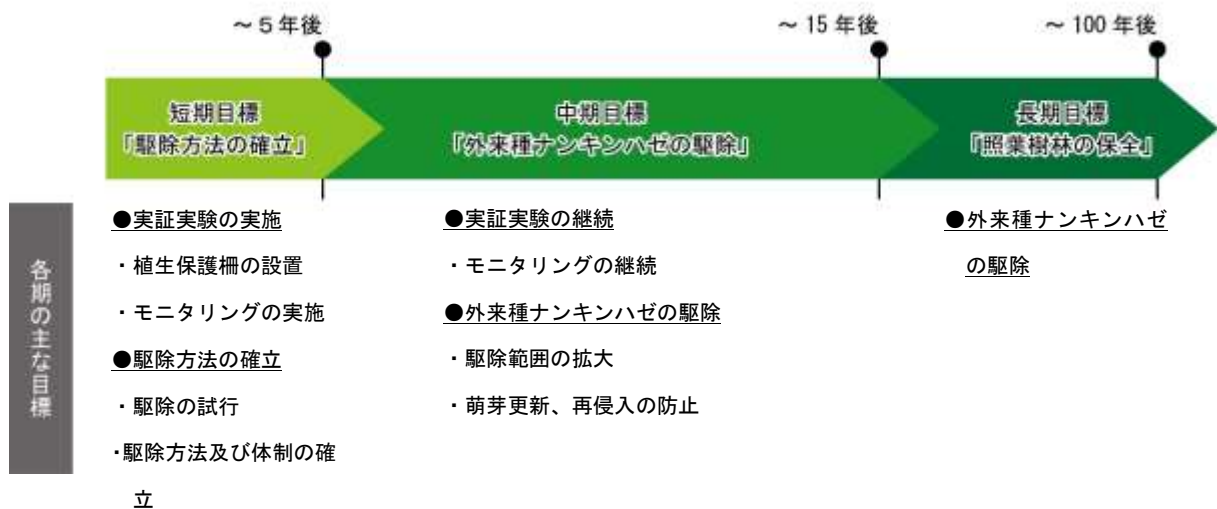 ～５年後
～15年後
～100年後
短期目標
「駆除方法の確立」
中期目標
「外来種ナンキンハゼの駆除」
長期目標
「照葉樹林の保全」
各期の主な目標
●実証実験の実施
・植生保護柵の設置
・モニタリングの実施
●駆除方法の確立
・駆除の試行
・駆除方法及び体制の確
立
●実証実験の継続
・モニタリングの継続
●外来種ナンキンハゼの駆除
・駆除範囲の拡大
・萌芽更新、再侵入の防止
●外来種ナンキンハゼ
の駆除